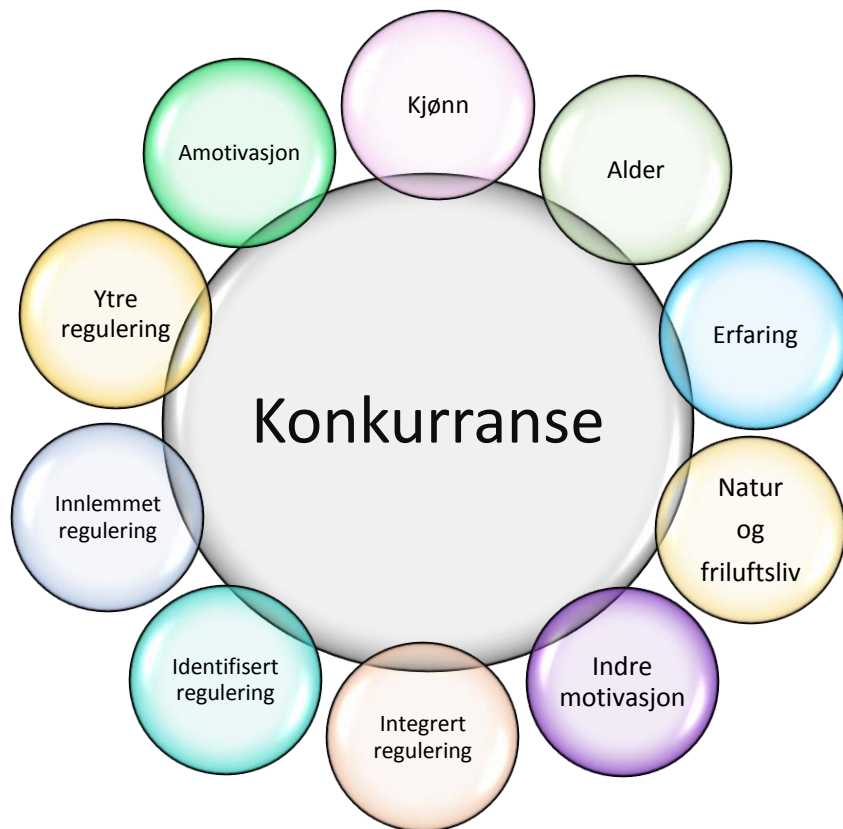 Kjønn
Alder
Erfaring
Natur
og
friluftsliv
Indre
motivasjon
Integrert
regulering
Identifisert
regulering
Innlemmet
regulering
Ytre
regulering
Amotivasjon
Konkurranse